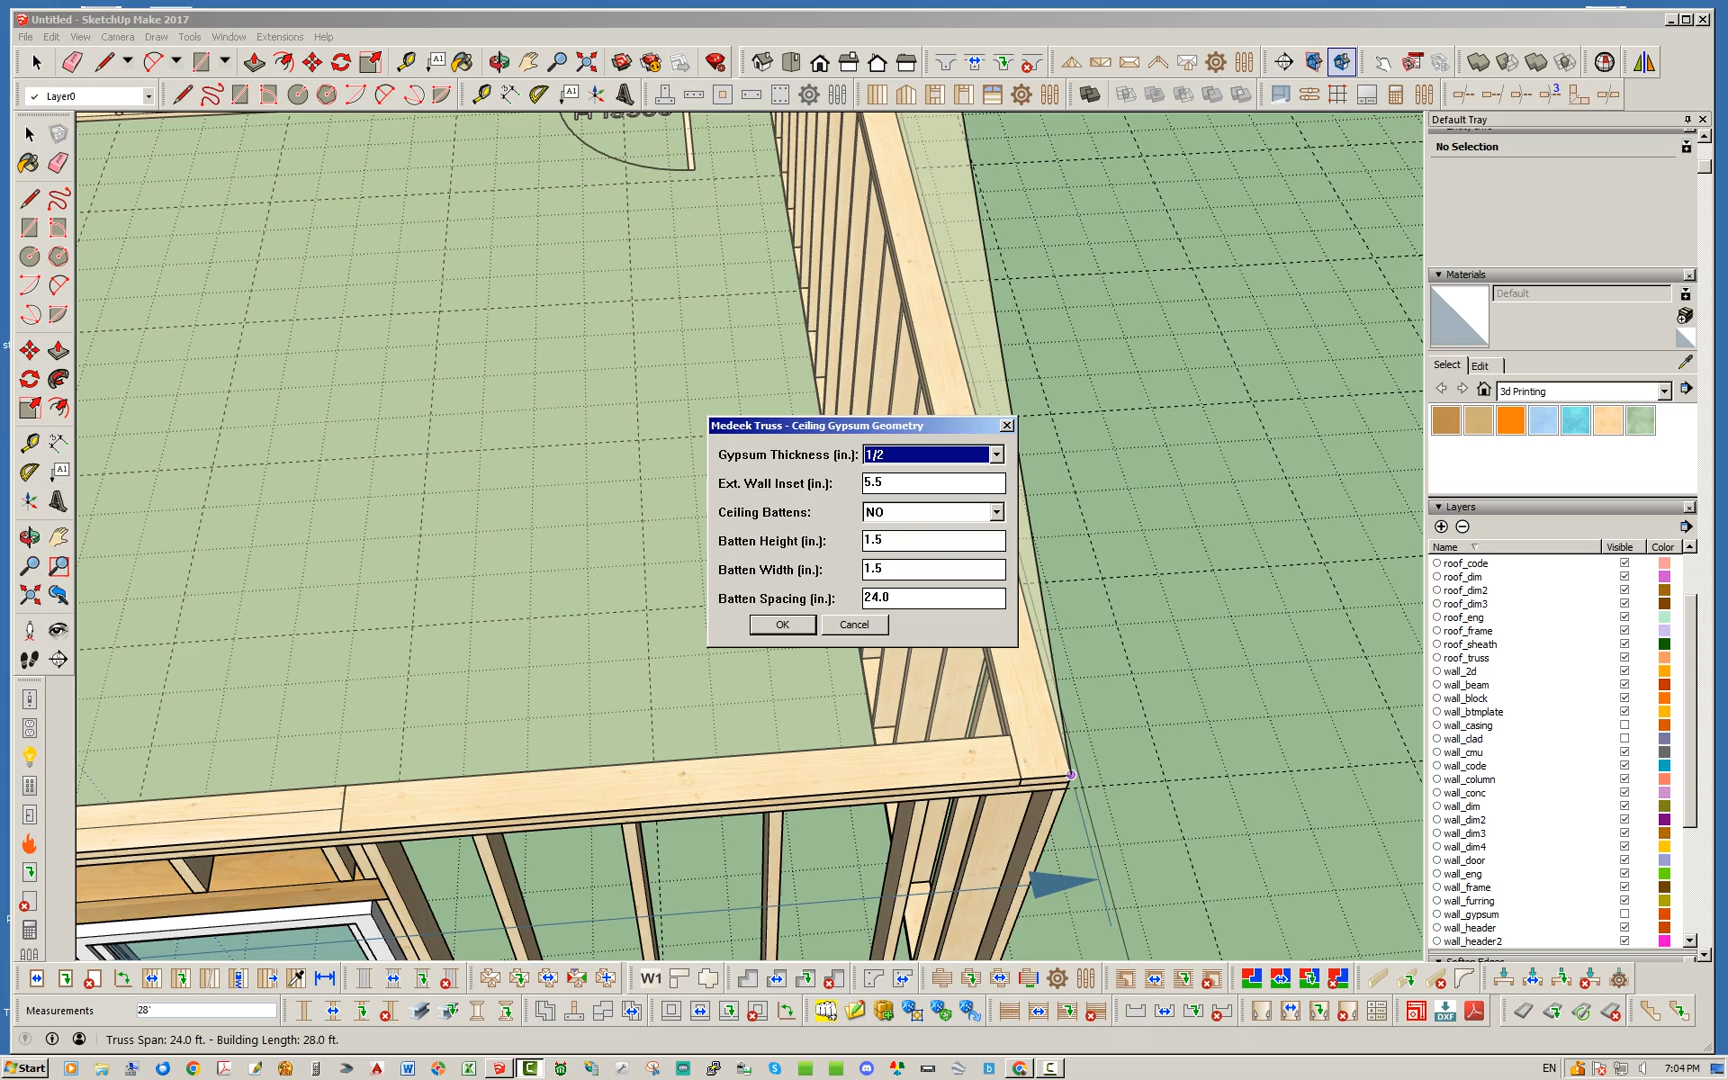 Untitled - SketchUp Make 2017
File Edit View Camera Draw Tools Window Extensions Help
Layer0
Default Tray
No Selection
Materials
Default
Select Edit
3d Printing
Medeek Truss - Ceiling Gypsum Geometry
Gypsum Thickness (in.): 1/2
Ext. Wall Inset (in.): 5.5
Ceiling Battens: NO
Batten Height (in.): 1.5
Batten Width (in.): 1.5
Batten Spacing (in.): 24.0
OK Cancel
Layers
Name Visible Color
roof_code
roof_dim
roof_dim2
roof_dim3
roof_eng
roof_frame
roof_sheath
roof_truss
wall_2d
wall_beam
wall_block
wall_btmplate
wall_casing
wall_clad
wall_cmu
wall_code
wall_column
wall_conc
wall_dim
wall_dim2
wall_dim3
wall_dim4
wall_door
wall_eng
wall_frame
wall_furring
wall_gypsum
wall_header
wall_header2
W1
DXF
Measurements 28'
Truss Span: 24.0 ft. - Building Length: 28.0 ft.
Start
EN
7:04 PM